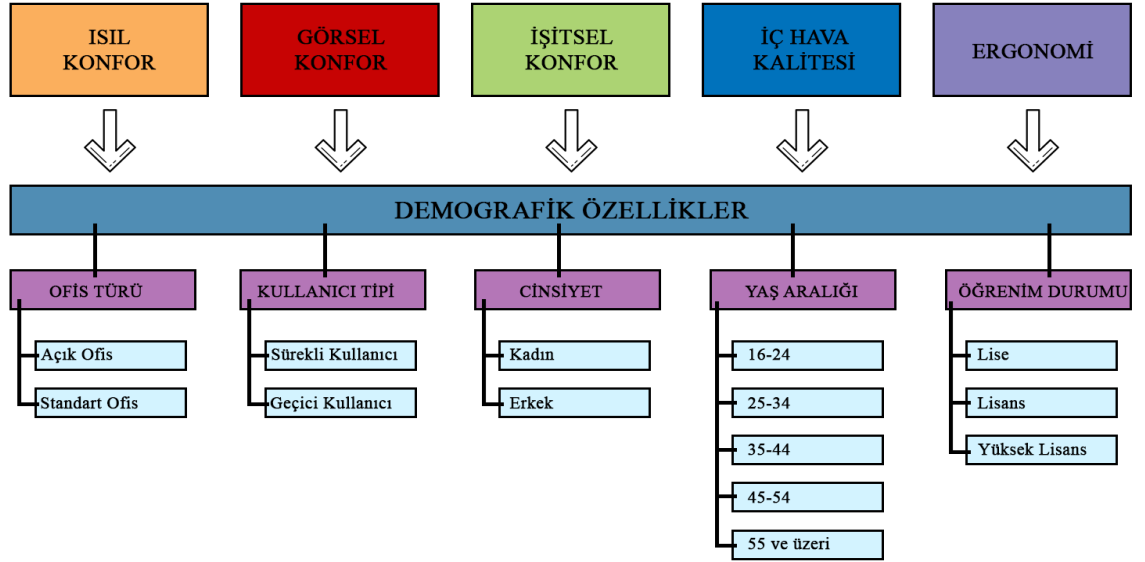 ISIL
KONFOR
GÖRSEL
KONFOR
İŞİTSEL
KONFOR
İÇ HAVA
KALİTESİ
ERGONOMİ
DEMOGRAFİK ÖZELLİKLER
OFİS TÜRÜ
Açık Ofis
Standart Ofis
KULLANICI TİPİ
Sürekli Kullanıcı
Geçici Kullanıcı
CİNSİYET
Kadın
Erkek
YAŞ ARALIĞI
16-24
25-34
35-44
45-54
55 ve üzeri
ÖĞRENİM DURUMU
Lise
Lisans
Yüksek Lisans